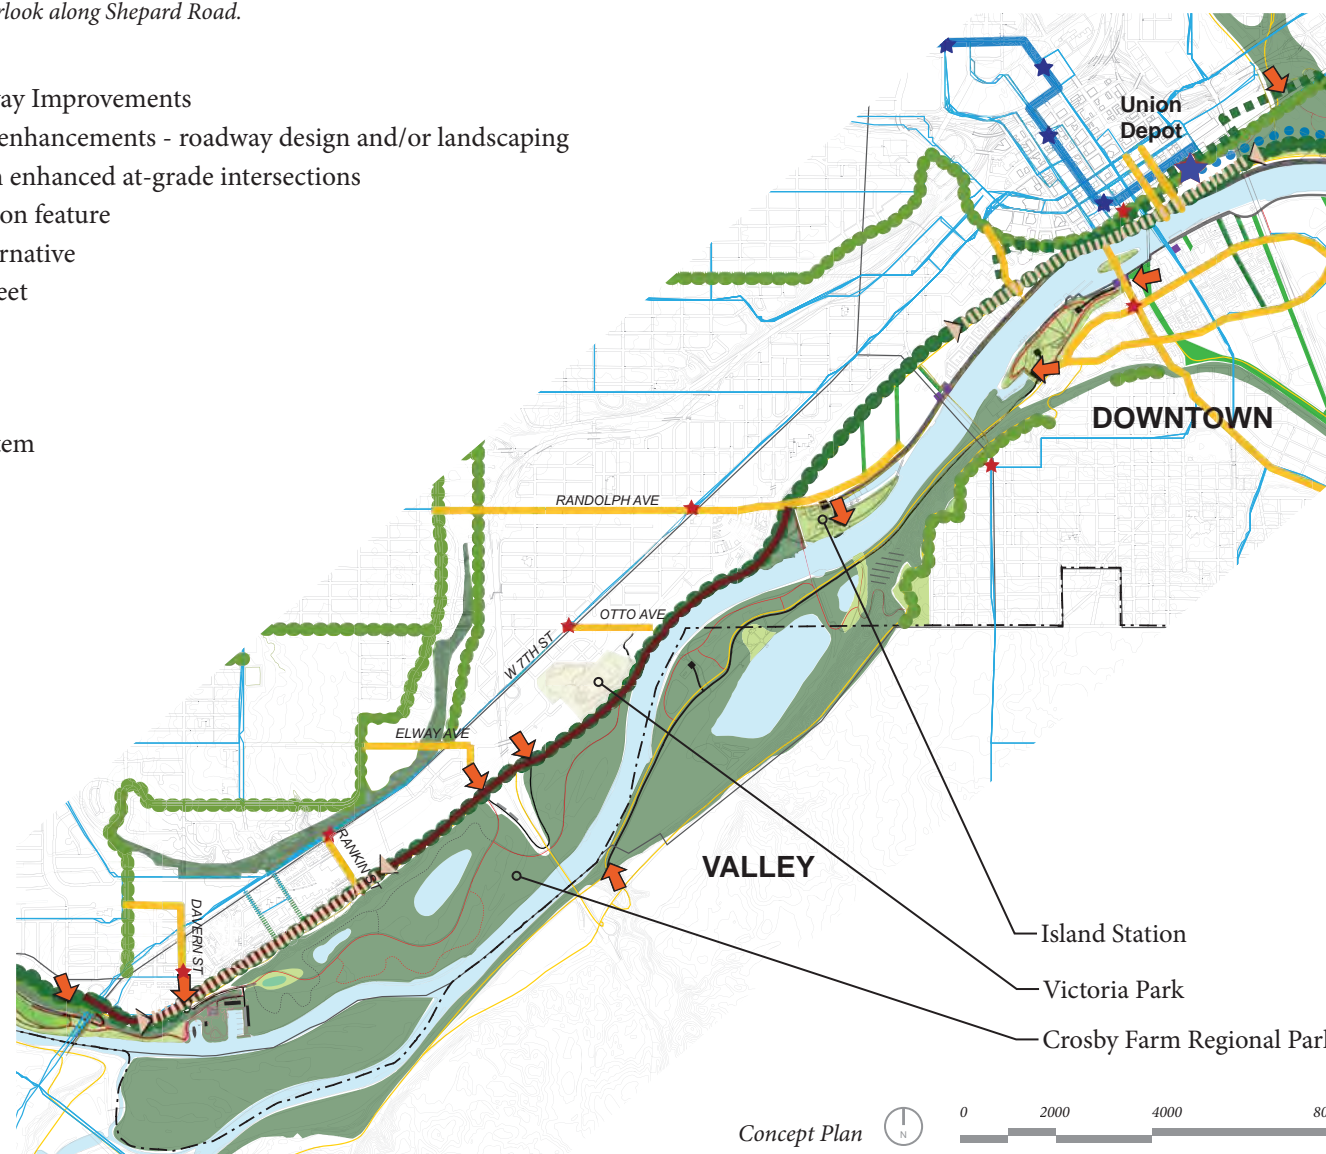 rlook along Shepard Road.
ay Improvements
enhancements - roadway design and/or landscaping
n enhanced at-grade intersections
on feature
rnative
eet
tem
Union
Depot
DOWNTOWN
RANDOLPH AVE
OTTO AVE
W 7TH ST
ELWAY AVE
RANKIN ST
DAVERN ST
VALLEY
Island Station
Victoria Park
Crosby Farm Regional Park
Concept Plan
N
0 2000 4000 80